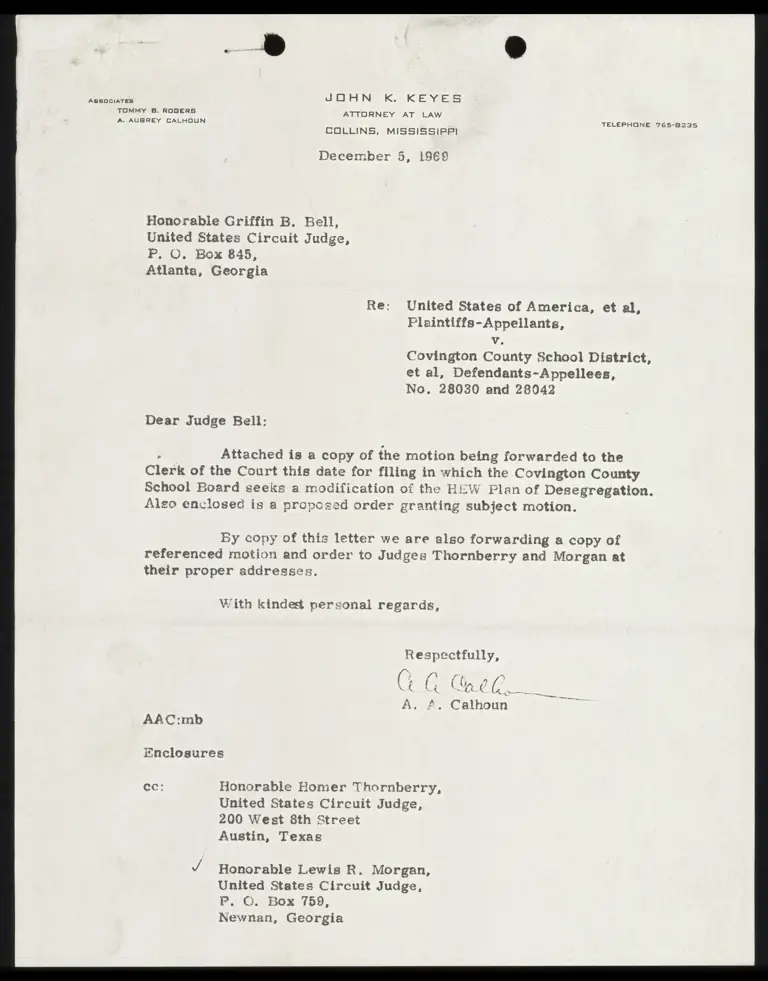 JOHN K. KEYES
ATTORNEY AT LAW
COLLINS, MISSISSIPPI
ASSOCIATES
TOMMY B. ROGERS
A. AUBREY CALHOUN
TELEPHONE 765-8235
December 5, 1969
Honorable Griffin B. Bell,
United States Circuit Judge,
P. O. Box 845,
Atlanta, Georgia
Re: United States of America, et al,
Plaintiffs-Appellants,
v.
Covington County School District,
et al, Defendants-Appellees,
No. 28030 and 28042
Dear Judge Bell:
Attached is a copy of the motion being forwarded to the
Clerk of the Court this date for filing in which the Covington County
School Board seeks a modification of the HEW Plan of Desegregation.
Also enclosed is a proposed order granting subject motion.
By copy of this letter we are also forwarding a copy of
referenced motion and order to Judges Thornberry and Morgan at
their proper addresses.
With kindest personal regards,
Respectfully,
A A Calhoun
A. A. Calhoun
AAC:mb
Enclosures
cc: Honorable Homer Thornberry,
United States Circuit Judge,
200 West 8th Street
Austin, Texas
✓ Honorable Lewis R. Morgan,
United States Circuit Judge,
P. O. Box 759,
Newnan, Georgia